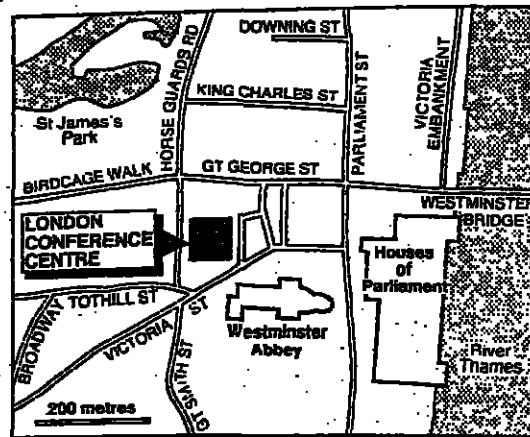 DOWNING ST
HORSE GUARDS RD
KING CHARLES ST
PARLIAMENT ST
VICTORIA
EMBANKMENT
St James's
Park
GT GEORGE ST
BIRDCAGE WALK
WESTMINSTER
BRIDGE
LONDON
CONFERENCE
CENTRE
Houses
of
Parliament
TOTHILL ST
BROADWAY
VICTORIA ST
Westminster
Abbey
GT SMITH ST
River
Thames
200 metres